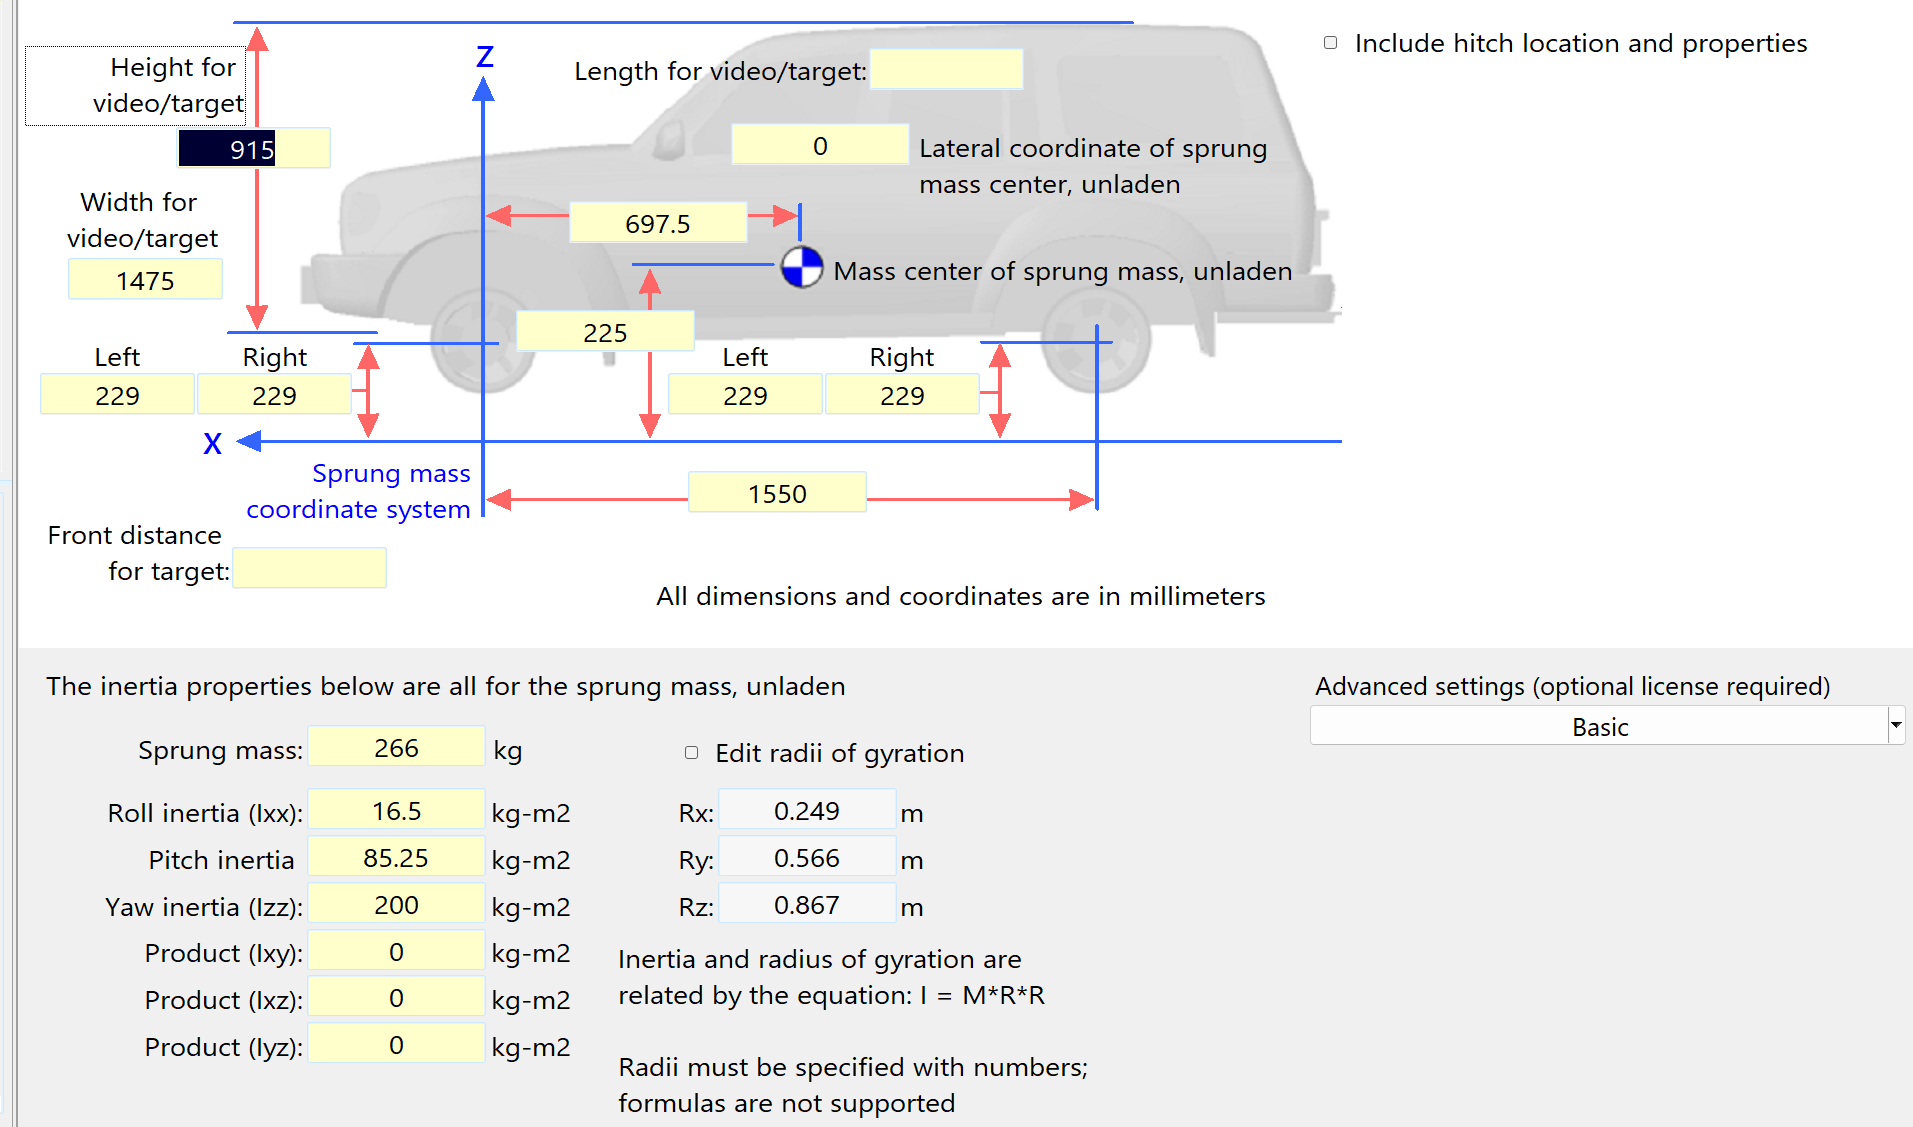 Height for
video/target
915
Width for
video/target
1475
Z
Length for video/target:
Include hitch location and properties
0
Lateral coordinate of sprung
mass center, unladen
697.5
Mass center of sprung mass, unladen
225
Left Right
229 229
Left Right
229 229
X
Sprung mass
coordinate system
1550
Front distance
for target:
All dimensions and coordinates are in millimeters
The inertia properties below are all for the sprung mass, unladen
Advanced settings (optional license required)
Basic
Sprung mass: 266 kg
Edit radii of gyration
Roll inertia (Ixx): 16.5 kg-m2
Rx: 0.249 m
Pitch inertia 85.25 kg-m2
Ry: 0.566 m
Yaw inertia (Izz): 200 kg-m2
Rz: 0.867 m
Product (Ixy): 0 kg-m2
Product (Ixz): 0 kg-m2
Product (Iyz): 0 kg-m2
Inertia and radius of gyration are
related by the equation: I = M*R*R
Radii must be specified with numbers;
formulas are not supported